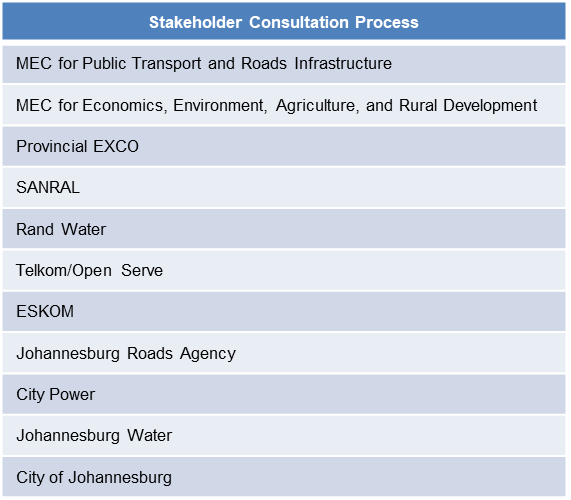 Stakeholder Consultation Process
MEC for Public Transport and Roads Infrastructure
MEC for Economics, Environment, Agriculture, and Rural Development
Provincial EXCO
SANRAL
Rand Water
Telkom/Open Serve
ESKOM
Johannesburg Roads Agency
City Power
Johannesburg Water
City of Johannesburg